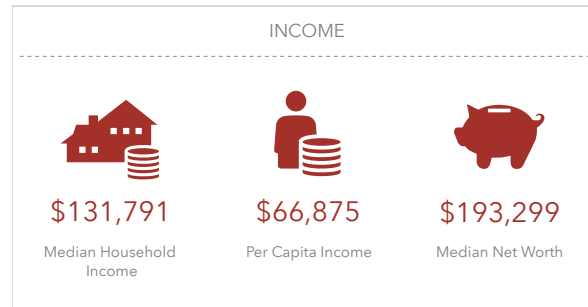 INCOME
$131,791
$66,875
$193,299
Median Household
Income
Per Capita Income
Median Net Worth